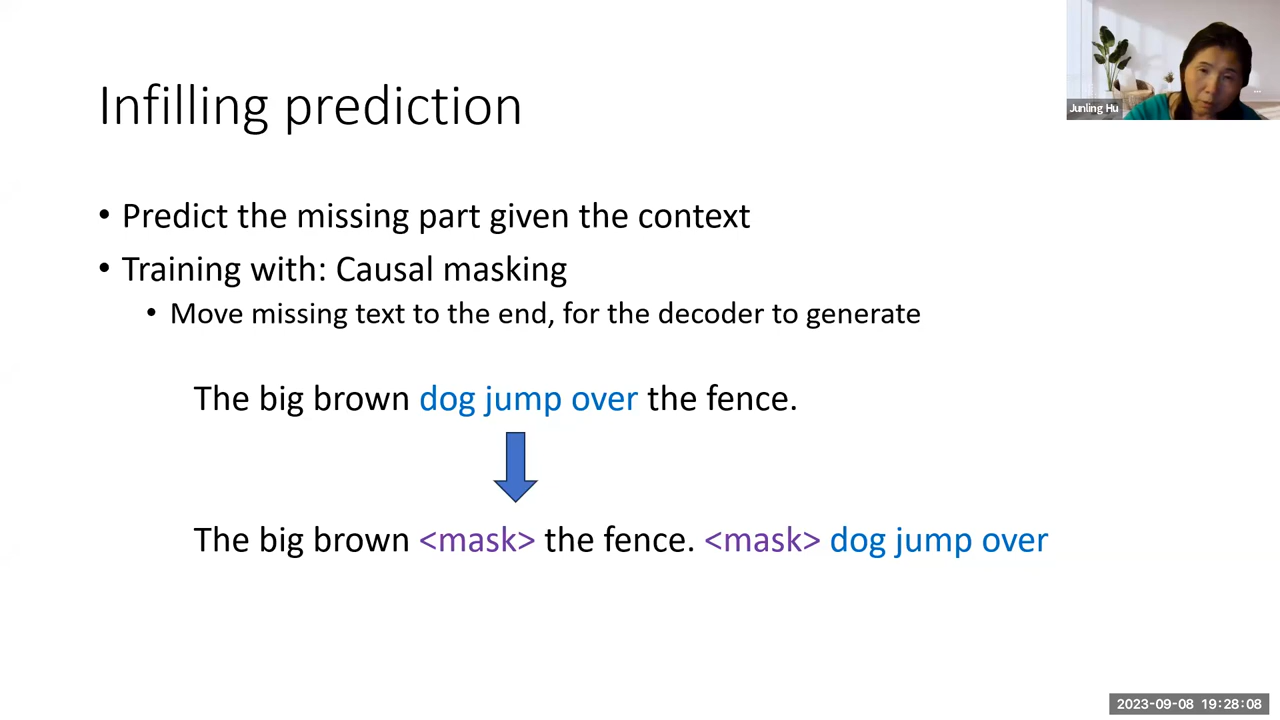 Infilling prediction
• Predict the missing part given the context
• Training with: Causal masking
• Move missing text to the end, for the decoder to generate
The big brown dog jump over the fence.
The big brown <mask> the fence. <mask> dog jump over
Junling Hu
2023-09-08 19:28:08